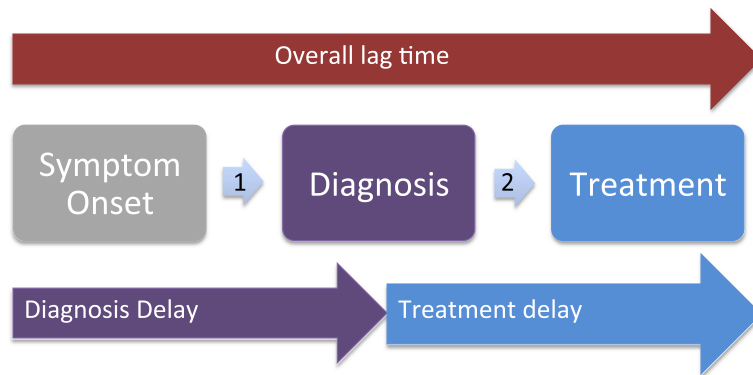 Overall lag time
Symptom
Onset
1
Diagnosis
2
Treatment
Diagnosis Delay
Treatment delay